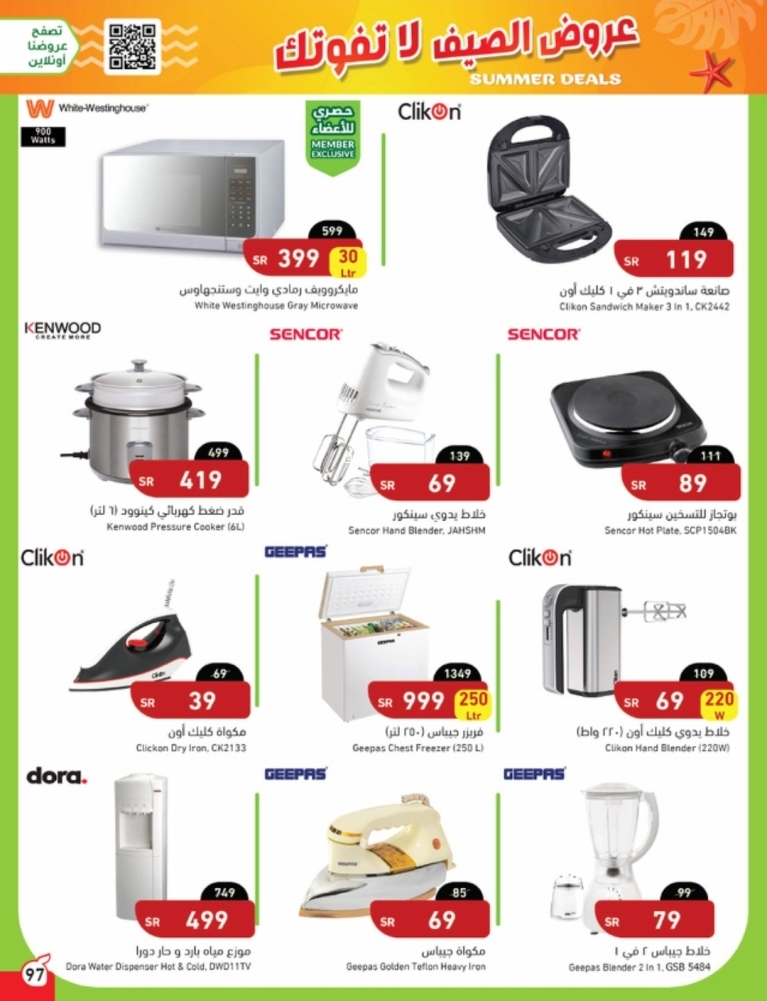 تصفح
عروضنا
أونلاين
عروض الصيف لا تفوتك
SUMMER DEALS
White-Westinghouse
900
Watts
حصري
للأعضاء
MEMBER
EXCLUSIVE
599
SR 399
30
Ltr
مايكروويف رمادي وايت وستنجهاوس
White Westinghouse Gray Microwave
Clikon
149
SR 119
صانعة ساندويتش ٣ في ١ كليك أون
Clikon Sandwich Maker 3 In 1, CK2442
KENWOOD
CREATE MORE
499
SR 419
قدر ضغط كهربائي كينوود (٦ لتر)
Kenwood Pressure Cooker (6L)
SENCOR
139
SR 69
خلاط يدوي سينكور
Sencor Hand Blender, JAHSHM
SENCOR
111
SR 89
بوتجاز للتسخين سينكور
Sencor Hot Plate, SCP1504BK
Clikon
69
SR 39
مكواة كليك أون
Clickon Dry Iron, CK2133
GEEPAS
GEEPAS
1349
SR 999
250
Ltr
فريزر جيباس (٢٥٠ لتر)
Geepas Chest Freezer (250 L)
Clikon
109
SR 69
220
W
خلاط يدوي كليك أون (٢٢٠ واط)
Clikon Hand Blender (220W)
dora.
749
SR 499
موزع مياه بارد و حار دورا
Dora Water Dispenser Hot & Cold, DWD11TV
GEEPAS
GEEPAS
85
SR 69
مكواة جيباس
Geepas Golden Teflon Heavy Iron
GEEPAS
99
SR 79
خلاط جيباس ٢ في ١
Geepas Blender 2 In 1, GSB 5484
97